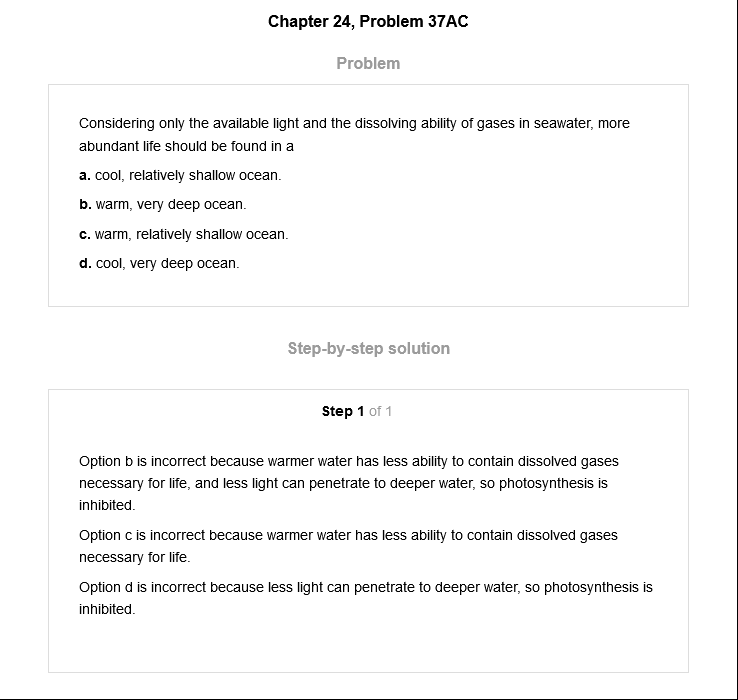 Chapter 24, Problem 37AC
Problem
Considering only the available light and the dissolving ability of gases in seawater, more
abundant life should be found in a
a. cool, relatively shallow ocean.
b. warm, very deep ocean.
c. warm, relatively shallow ocean.
d. cool, very deep ocean.
Step-by-step solution
Step 1 of 1
Option b is incorrect because warmer water has less ability to contain dissolved gases
necessary for life, and less light can penetrate to deeper water, so photosynthesis is
inhibited.
Option c is incorrect because warmer water has less ability to contain dissolved gases
necessary for life.
Option d is incorrect because less light can penetrate to deeper water, so photosynthesis is
inhibited.